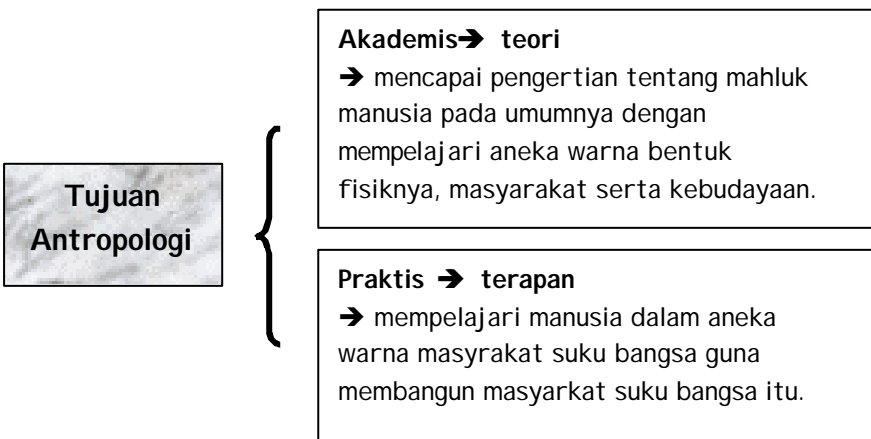 Tujuan
Antropologi
Akademis➔ teori
➔ mencapai pengertian tentang mahluk
manusia pada umumnya dengan
mempelajari aneka warna bentuk
fisiknya, masyarakat serta kebudayaan.
Praktis ➔ terapan
➔ mempelajari manusia dalam aneka
warna masyrakat suku bangsa guna
membangun masyarkat suku bangsa itu.